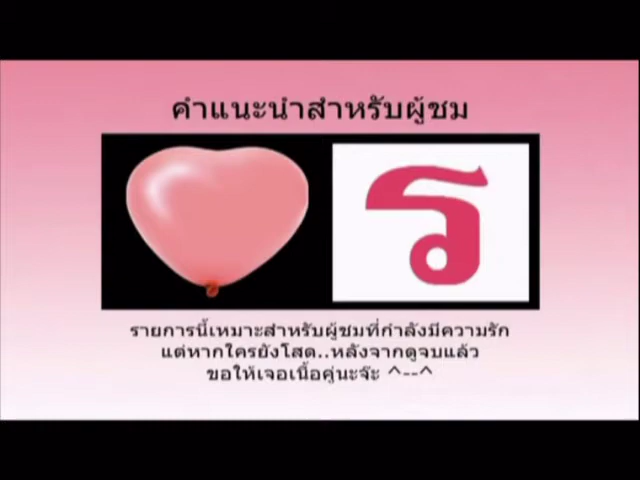 คำแนะนำสำหรับผู้ชม
ร
รายการนี้เหมาะสำหรับผู้ชมที่กำลังมีความรัก
แต่หากใครยังโสด..หลังจากดูจบแล้ว
ขอให้เจอเนื้อคู่นะจ๊ะ ^--^